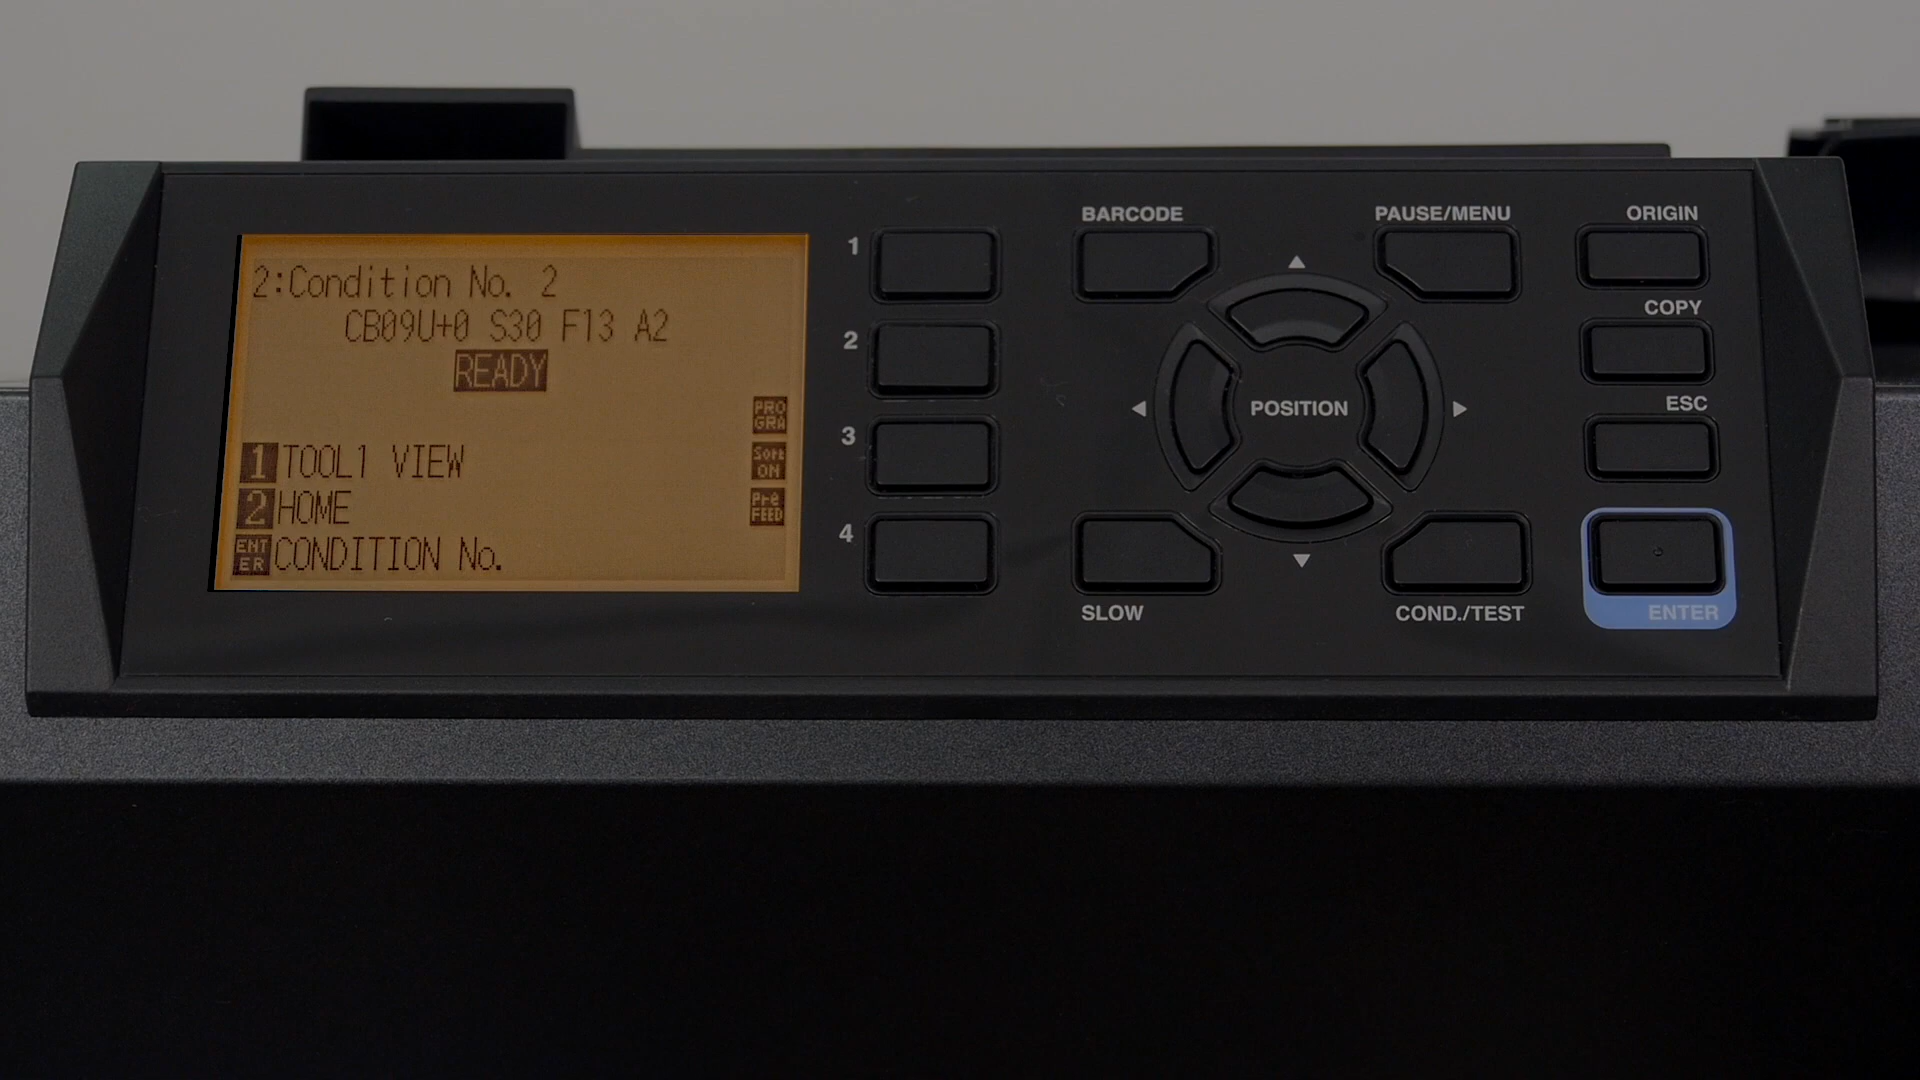 2:Condition No. 2
CB09U+0 S30 F13 A2
READY
PRO
GRA
1 TOOL1 VIEW
Sort
ON
2 HOME
Pre
FEED
ENT
ER CONDITION No.
1
2
3
4
BARCODE
PAUSE/MENU
POSITION
SLOW
COND./TEST
ORIGIN
COPY
ESC
ENTER